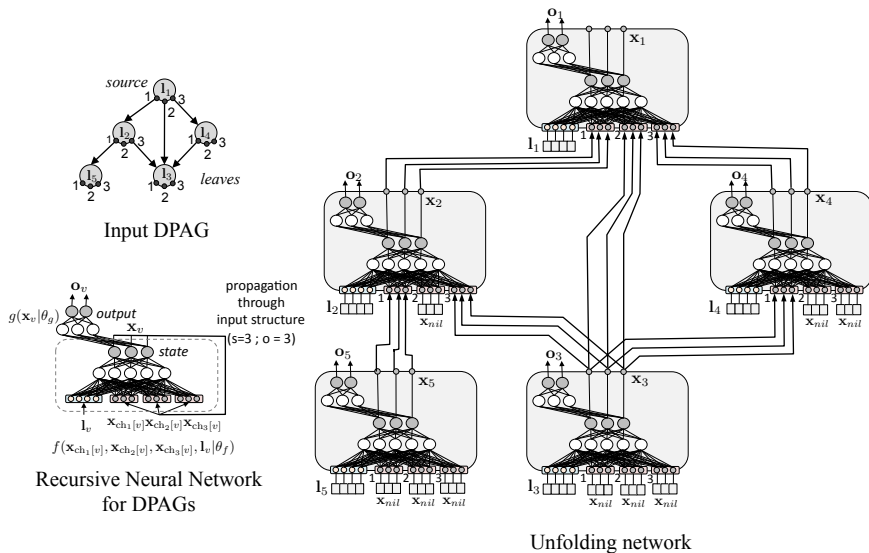 source
l₁
1 2 3
l₂
1 2 3
l₄
1 2 3
l₅
1 2 3
l₃
1 2 3
leaves
Input DPAG
o_v
output
g(x_v|θ_g)
x_v
state
propagation
through
input structure
(s=3 ; o = 3)
l_v
x_ch₁[v] x_ch₂[v] x_ch₃[v]
f(x_ch₁[v], x_ch₂[v], x_ch₃[v], l_v|θ_f)
Recursive Neural Network
for DPAGs
o₁
x₁
l₁
1 2 3
o₂
x₂
l₂
1 2 3
x_nil
o₄
x₄
l₄
1 2 3
x_nil x_nil
o₅
x₅
l₅
1 2 3
x_nil x_nil x_nil
o₃
x₃
l₃
1 2 3
x_nil x_nil x_nil
Unfolding network